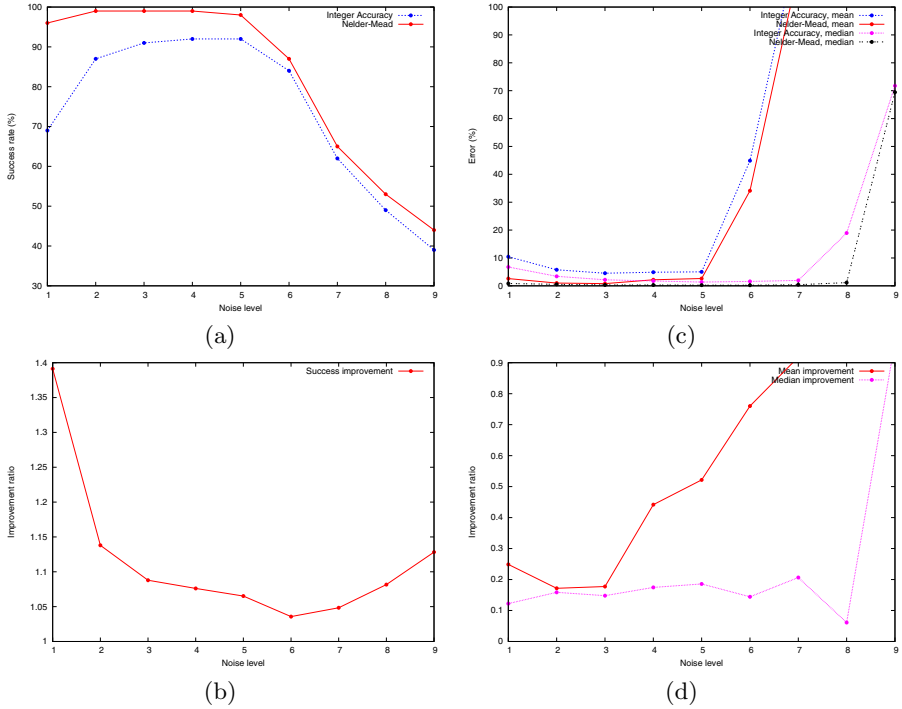 100
90
80
70
60
50
40
30
1 2 3 4 5 6 7 8 9
Success rate (%)
Noise level
Integer Accuracy
Nelder-Mead
(a)
100
90
80
70
60
50
40
30
20
10
0
1 2 3 4 5 6 7 8 9
Error (%)
Noise level
Integer Accuracy, mean
Nelder-Mead, mean
Integer Accuracy, median
Nelder-Mead, median
(c)
1.4
1.35
1.3
1.25
1.2
1.15
1.1
1.05
1
1 2 3 4 5 6 7 8 9
Improvement ratio
Noise level
Success improvement
(b)
0.9
0.8
0.7
0.6
0.5
0.4
0.3
0.2
0.1
0
1 2 3 4 5 6 7 8 9
Improvement ratio
Noise level
Mean improvement
Median improvement
(d)